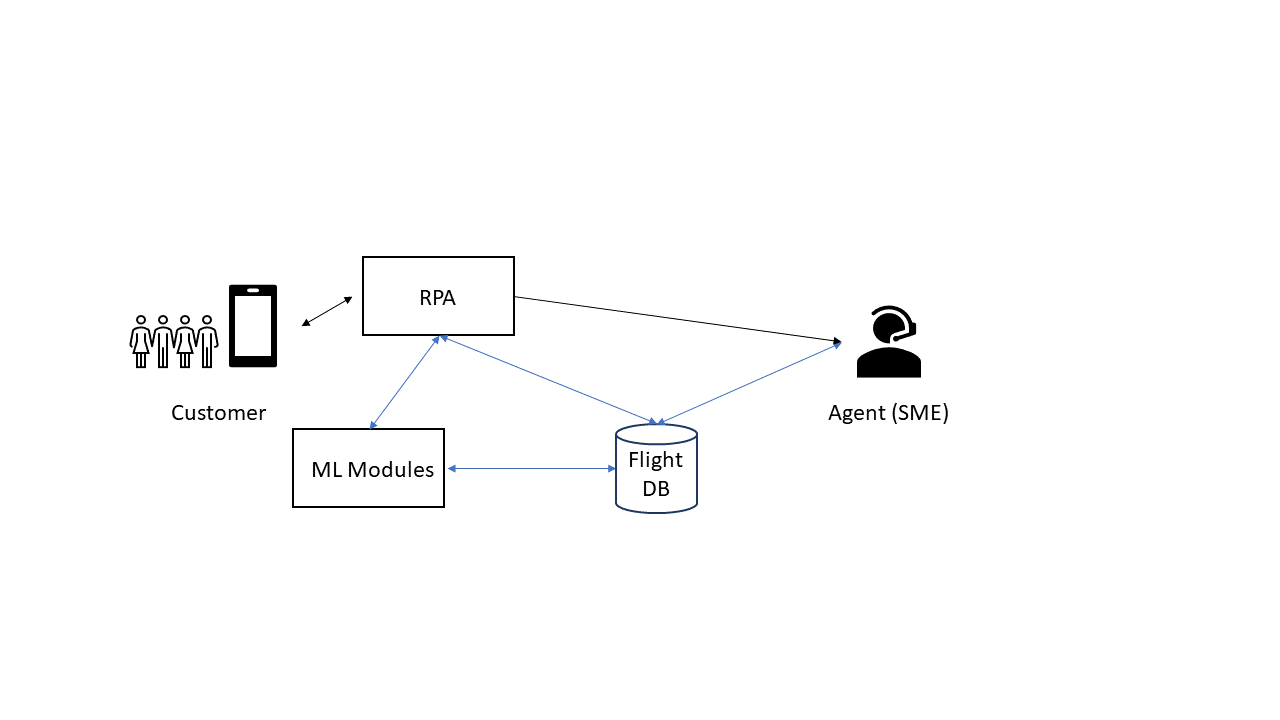 RPA
Customer
Agent (SME)
ML Modules
Flight
DB